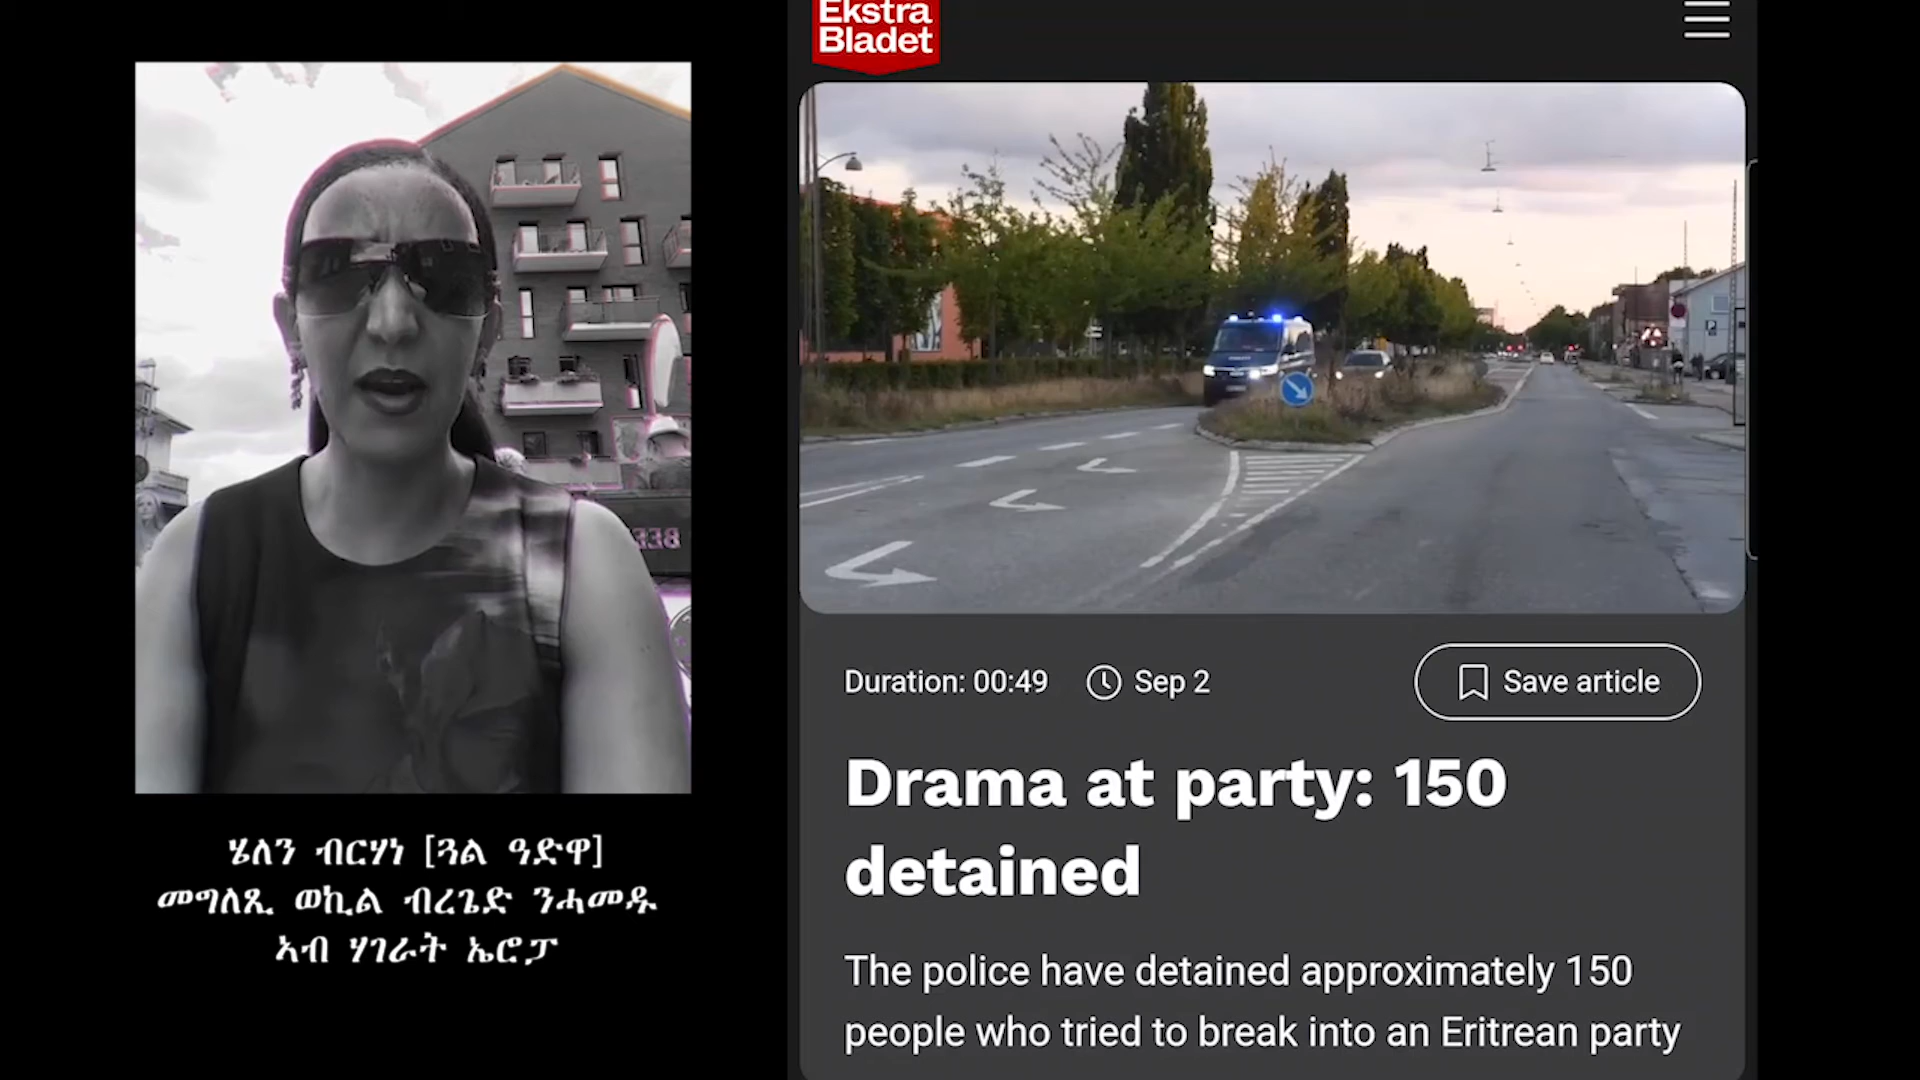 ሄለን ብርሃነ [ጓል ዓድዋ]
መግለጺ ወኪል ብረጌድ ንሓመዱ
ኣብ ሃገራት ኤሮፓ
Ekstra
Bladet
Duration: 00:49 Sep 2 Save article
Drama at party: 150
detained
The police have detained approximately 150
people who tried to break into an Eritrean party